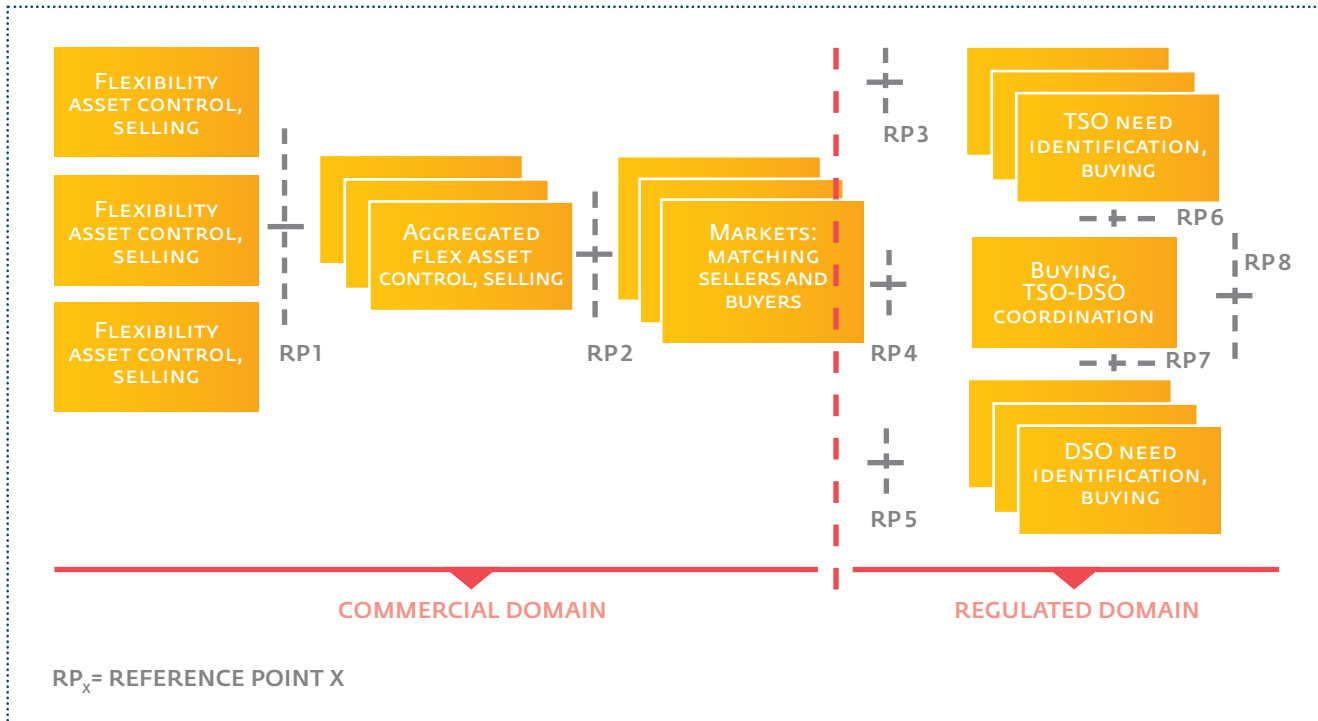 FLEXIBILITY
ASSET CONTROL,
SELLING
FLEXIBILITY
ASSET CONTROL,
SELLING
FLEXIBILITY
ASSET CONTROL,
SELLING
RP1
AGGREGATED
FLEX ASSET
CONTROL, SELLING
RP2
MARKETS:
MATCHING
SELLERS AND
BUYERS
RP3
RP4
RP5
TSO NEED
IDENTIFICATION,
BUYING
RP6
BUYING,
TSO-DSO
COORDINATION
RP8
RP7
DSO NEED
IDENTIFICATION,
BUYING
COMMERCIAL DOMAIN
REGULATED DOMAIN
RPX= REFERENCE POINT X